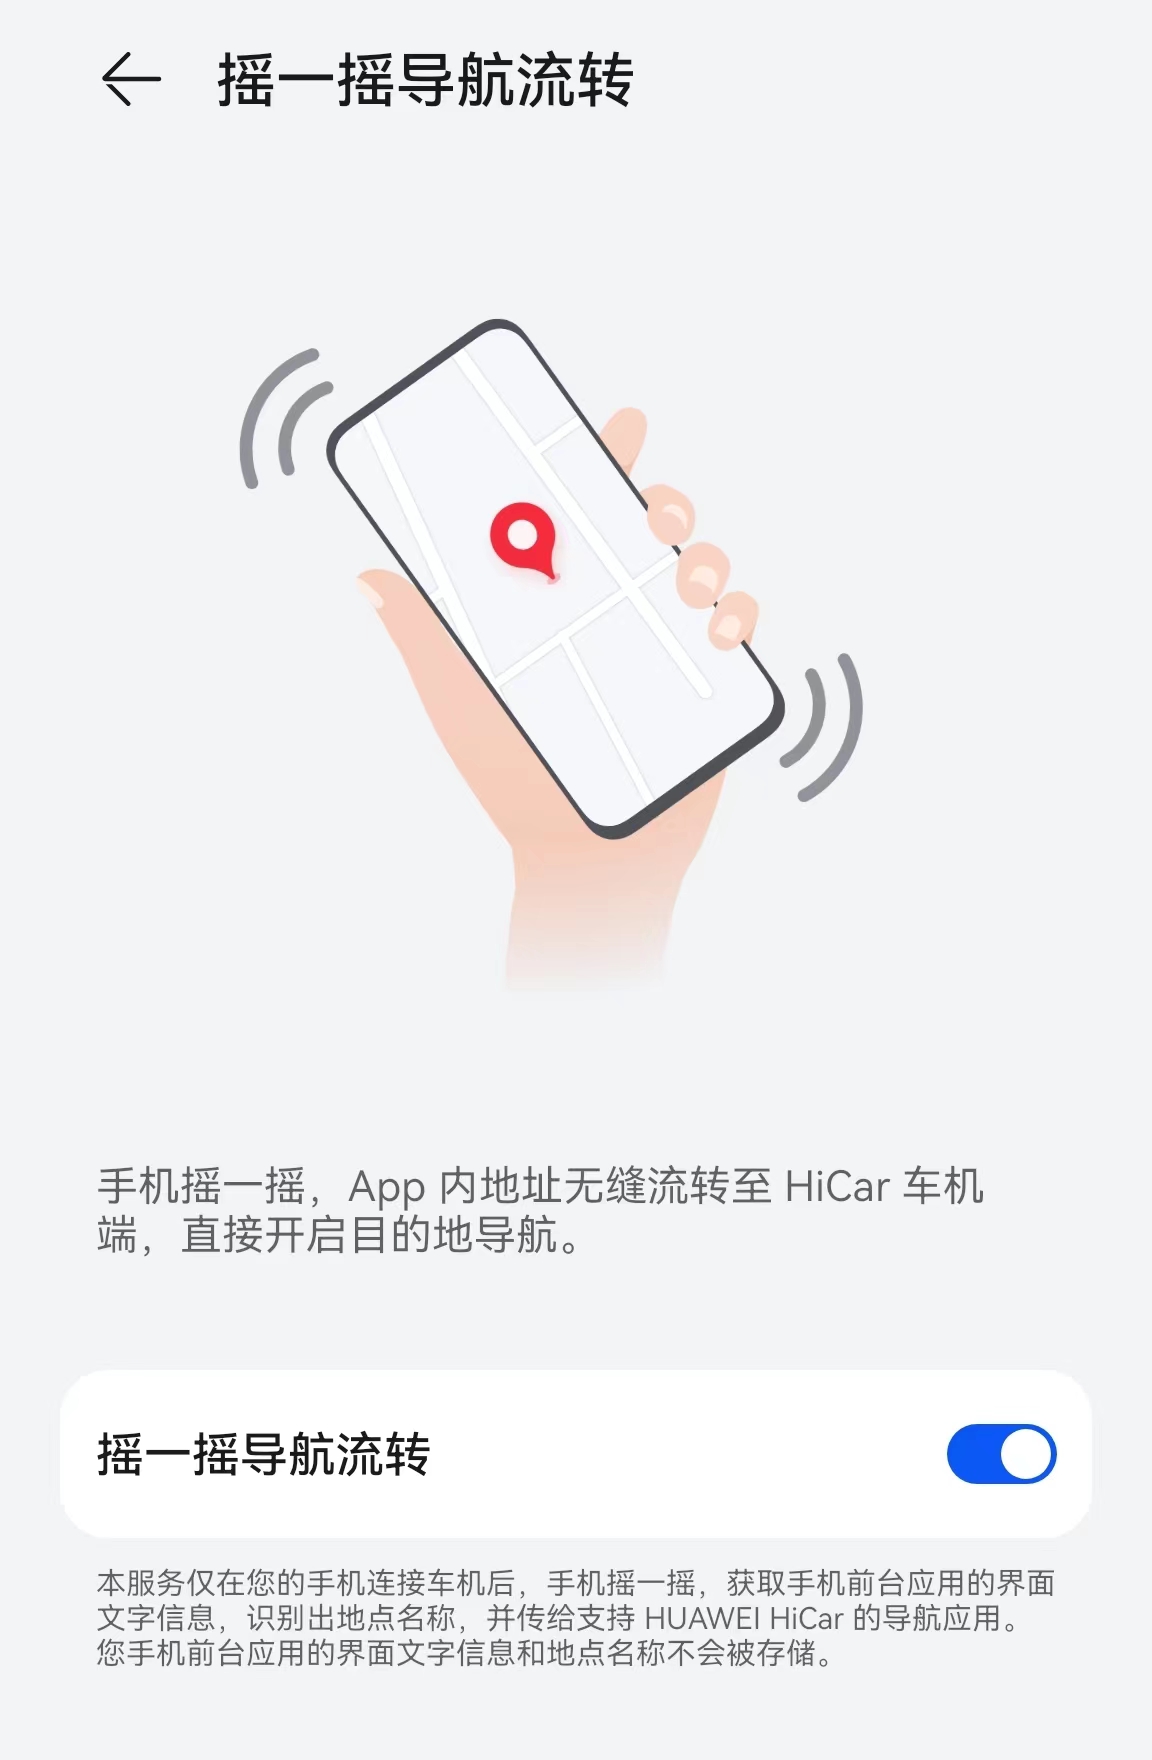 摇一摇导航流转
手机摇一摇，App 内地址无缝流转至 HiCar 车机
端，直接开启目的地导航。
摇一摇导航流转
本服务仅在您的手机连接车机后，手机摇一摇，获取手机前台应用的界面
文字信息，识别出地点名称，并传给支持 HUAWEI HiCar 的导航应用。
您手机前台应用的界面文字信息和地点名称不会被存储。